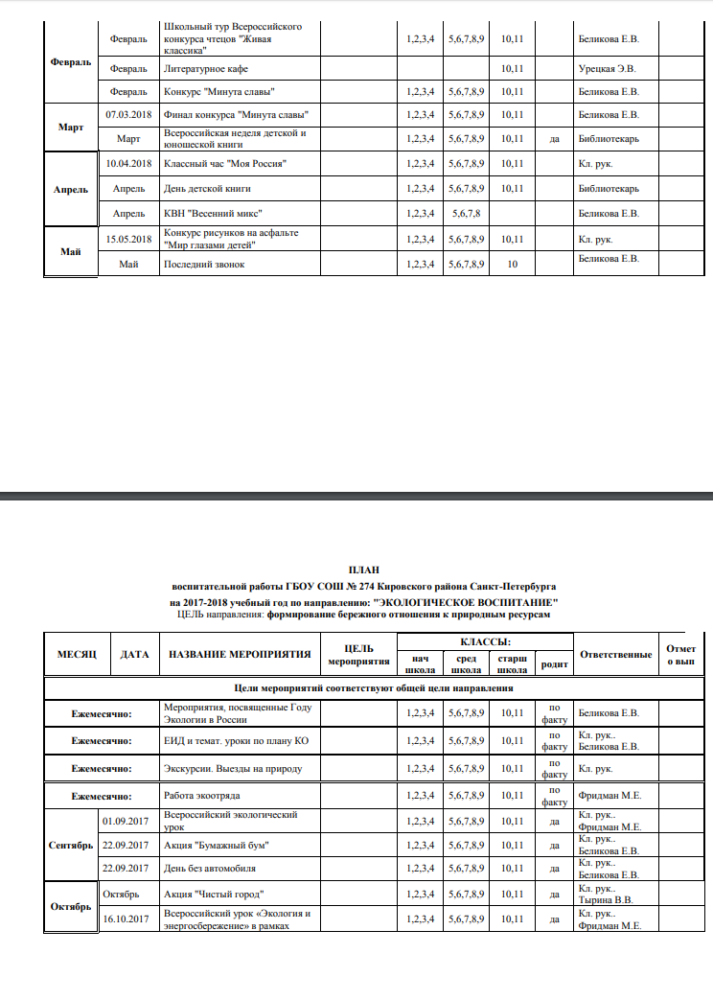 Февраль
Февраль
Школьный тур Всероссийского
конкурса чтецов "Живая
классика"
1,2,3,4
5,6,7,8,9
10,11
Беликова Е.В.
Февраль
Литературное кафе
10,11
Урецкая Э.В.
Февраль
Конкурс "Минута славы"
1,2,3,4
5,6,7,8,9
10,11
Беликова Е.В.
Март
07.03.2018
Финал конкурса "Минута славы"
1,2,3,4
5,6,7,8,9
10,11
Беликова Е.В.
Март
Всероссийская неделя детской и
юношеской книги
1,2,3,4
5,6,7,8,9
10,11
да
Библиотекарь
Апрель
10.04.2018
Классный час "Моя Россия"
1,2,3,4
5,6,7,8,9
10,11
Кл. рук.
Апрель
День детской книги
1,2,3,4
5,6,7,8,9
10,11
Библиотекарь
Апрель
КВН "Весенний микс"
1,2,3,4
5,6,7,8
Беликова Е.В.
Май
15.05.2018
Конкурс рисунков на асфальте
"Мир глазами детей"
1,2,3,4
5,6,7,8,9
10,11
Кл. рук.
Май
Последний звонок
1,2,3,4
5,6,7,8,9
10
Беликова Е.В.
ПЛАН
воспитательной работы ГБОУ СОШ № 274 Кировского района Санкт-Петербурга
на 2017-2018 учебный год по направлению: "ЭКОЛОГИЧЕСКОЕ ВОСПИТАНИЕ"
ЦЕЛЬ направления: формирование бережного отношения к природным ресурсам
МЕСЯЦ
ДАТА
НАЗВАНИЕ МЕРОПРИЯТИЯ
ЦЕЛЬ
мероприятия
КЛАССЫ:
нач
школа
сред
школа
старш
школа
родит
Ответственные
Отмет
о вып
Цели мероприятий соответствуют общей цели направления
Ежемесячно:
Мероприятия, посвященные Году
Экологии в России
1,2,3,4
5,6,7,8,9
10,11
по
факту
Беликова Е.В.
Ежемесячно:
ЕИД и темат. уроки по плану КО
1,2,3,4
5,6,7,8,9
10,11
по
факту
Кл. рук..
Беликова Е.В.
Ежемесячно:
Экскурсии. Выезды на природу
1,2,3,4
5,6,7,8,9
10,11
по
факту
Кл. рук.
Ежемесячно:
Работа экоотряда
1,2,3,4
5,6,7,8,9
10,11
по
факту
Фридман М.Е.
Сентябрь
01.09.2017
Всероссийский экологический
урок
1,2,3,4
5,6,7,8,9
10,11
да
Кл. рук..
Фридман М.Е.
22.09.2017
Акция "Бумажный бум"
1,2,3,4
5,6,7,8,9
10,11
да
Кл. рук..
Беликова Е.В.
22.09.2017
День без автомобиля
1,2,3,4
5,6,7,8,9
10,11
да
Кл. рук..
Беликова Е.В.
Октябрь
Октябрь
Акция "Чистый город"
1,2,3,4
5,6,7,8,9
10,11
да
Кл. рук..
Тырина В.В.
16.10.2017
Всероссийский урок «Экология и
энергосбережение» в рамках
1,2,3,4
5,6,7,8,9
10,11
да
Кл. рук..
Фридман М.Е.